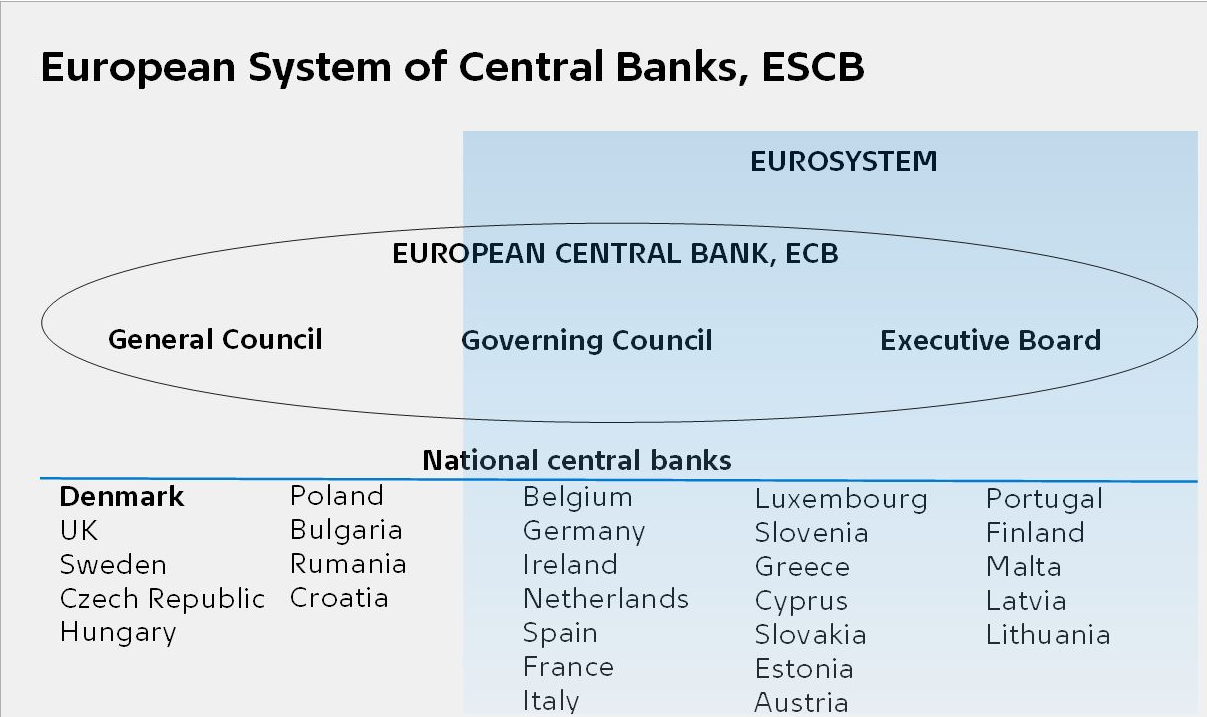 European System of Central Banks, ESCB
EUROSYSTEM
EUROPEAN CENTRAL BANK, ECB
General Council
Governing Council
Executive Board
National central banks
Denmark
UK
Sweden
Czech Republic
Hungary
Poland
Bulgaria
Rumania
Croatia
Belgium
Germany
Ireland
Netherlands
Spain
France
Italy
Luxembourg
Slovenia
Greece
Cyprus
Slovakia
Estonia
Austria
Portugal
Finland
Malta
Latvia
Lithuania